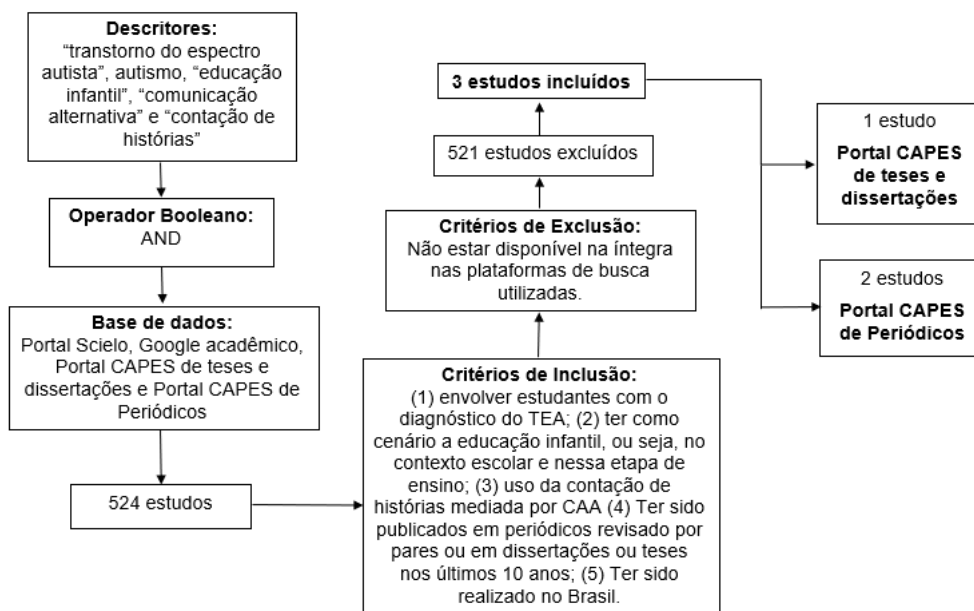 Descritores:
“transtorno do espectro
autista”, autismo, “educação
infantil”, “comunicação
alternativa” e “contação de
histórias”
Operador Booleano:
AND
Base de dados:
Portal Scielo, Google acadêmico,
Portal CAPES de teses e
dissertações e Portal CAPES de
Periódicos
524 estudos
Critérios de Inclusão:
(1) envolver estudantes com o
diagnóstico do TEA; (2) ter como
cenário a educação infantil, ou seja, no
contexto escolar e nessa etapa de
ensino; (3) uso da contação de
histórias mediada por CAA (4) Ter sido
publicados em periódicos revisado por
pares ou em dissertações ou teses
nos últimos 10 anos; (5) Ter sido
realizado no Brasil.
Critérios de Exclusão:
Não estar disponível na íntegra
nas plataformas de busca
utilizadas.
521 estudos excluídos
3 estudos incluídos
1 estudo
Portal CAPES
de teses e
dissertações
2 estudos
Portal CAPES
de Periódicos